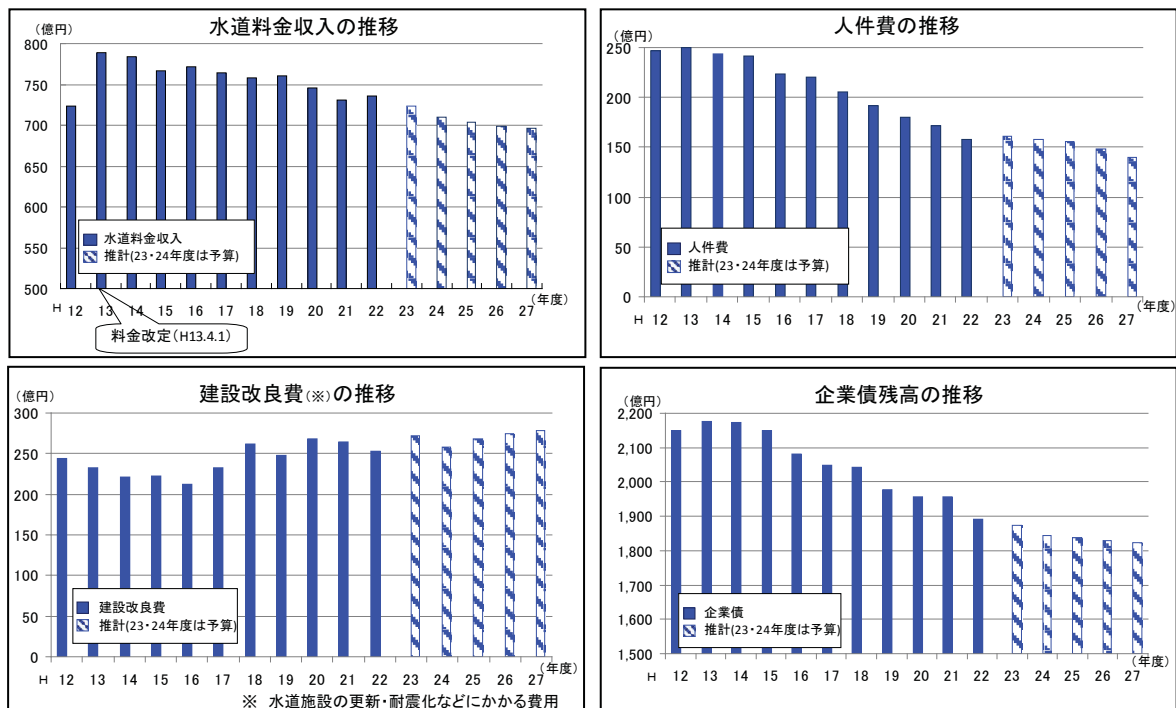 水道料金収入の推移
（億円）
800
750
700
650
600
550
500
水道料金収入
推計(23・24年度は予算)
H 12 13 14 15 16 17 18 19 20 21 22 23 24 25 26 27
（年度）
料金改定（H13.4.1）
人件費の推移
（億円）
250
200
150
100
50
0
人件費
推計(23・24年度は予算)
H 12 13 14 15 16 17 18 19 20 21 22 23 24 25 26 27
（年度）
建設改良費(※)の推移
（億円）
300
250
200
150
100
50
0
建設改良費
推計(23・24年度は予算)
H 12 13 14 15 16 17 18 19 20 21 22 23 24 25 26 27
（年度）
※ 水道施設の更新・耐震化などにかかる費用
企業債残高の推移
（億円）
2,200
2,100
2,000
1,900
1,800
1,700
1,600
1,500
企業債
推計(23・24年度は予算)
H 12 13 14 15 16 17 18 19 20 21 22 23 24 25 26 27
（年度）